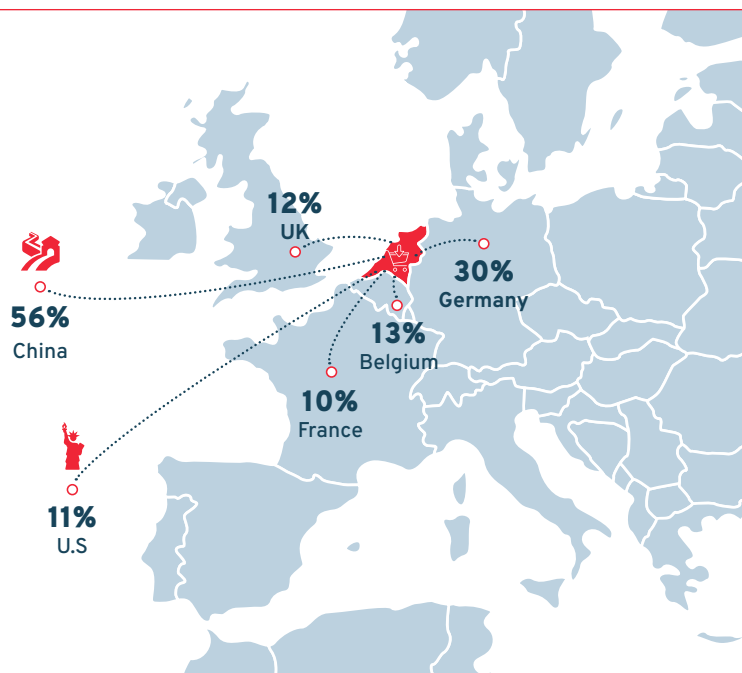 12%
UK
30%
Germany
56%
China
13%
Belgium
10%
France
11%
U.S